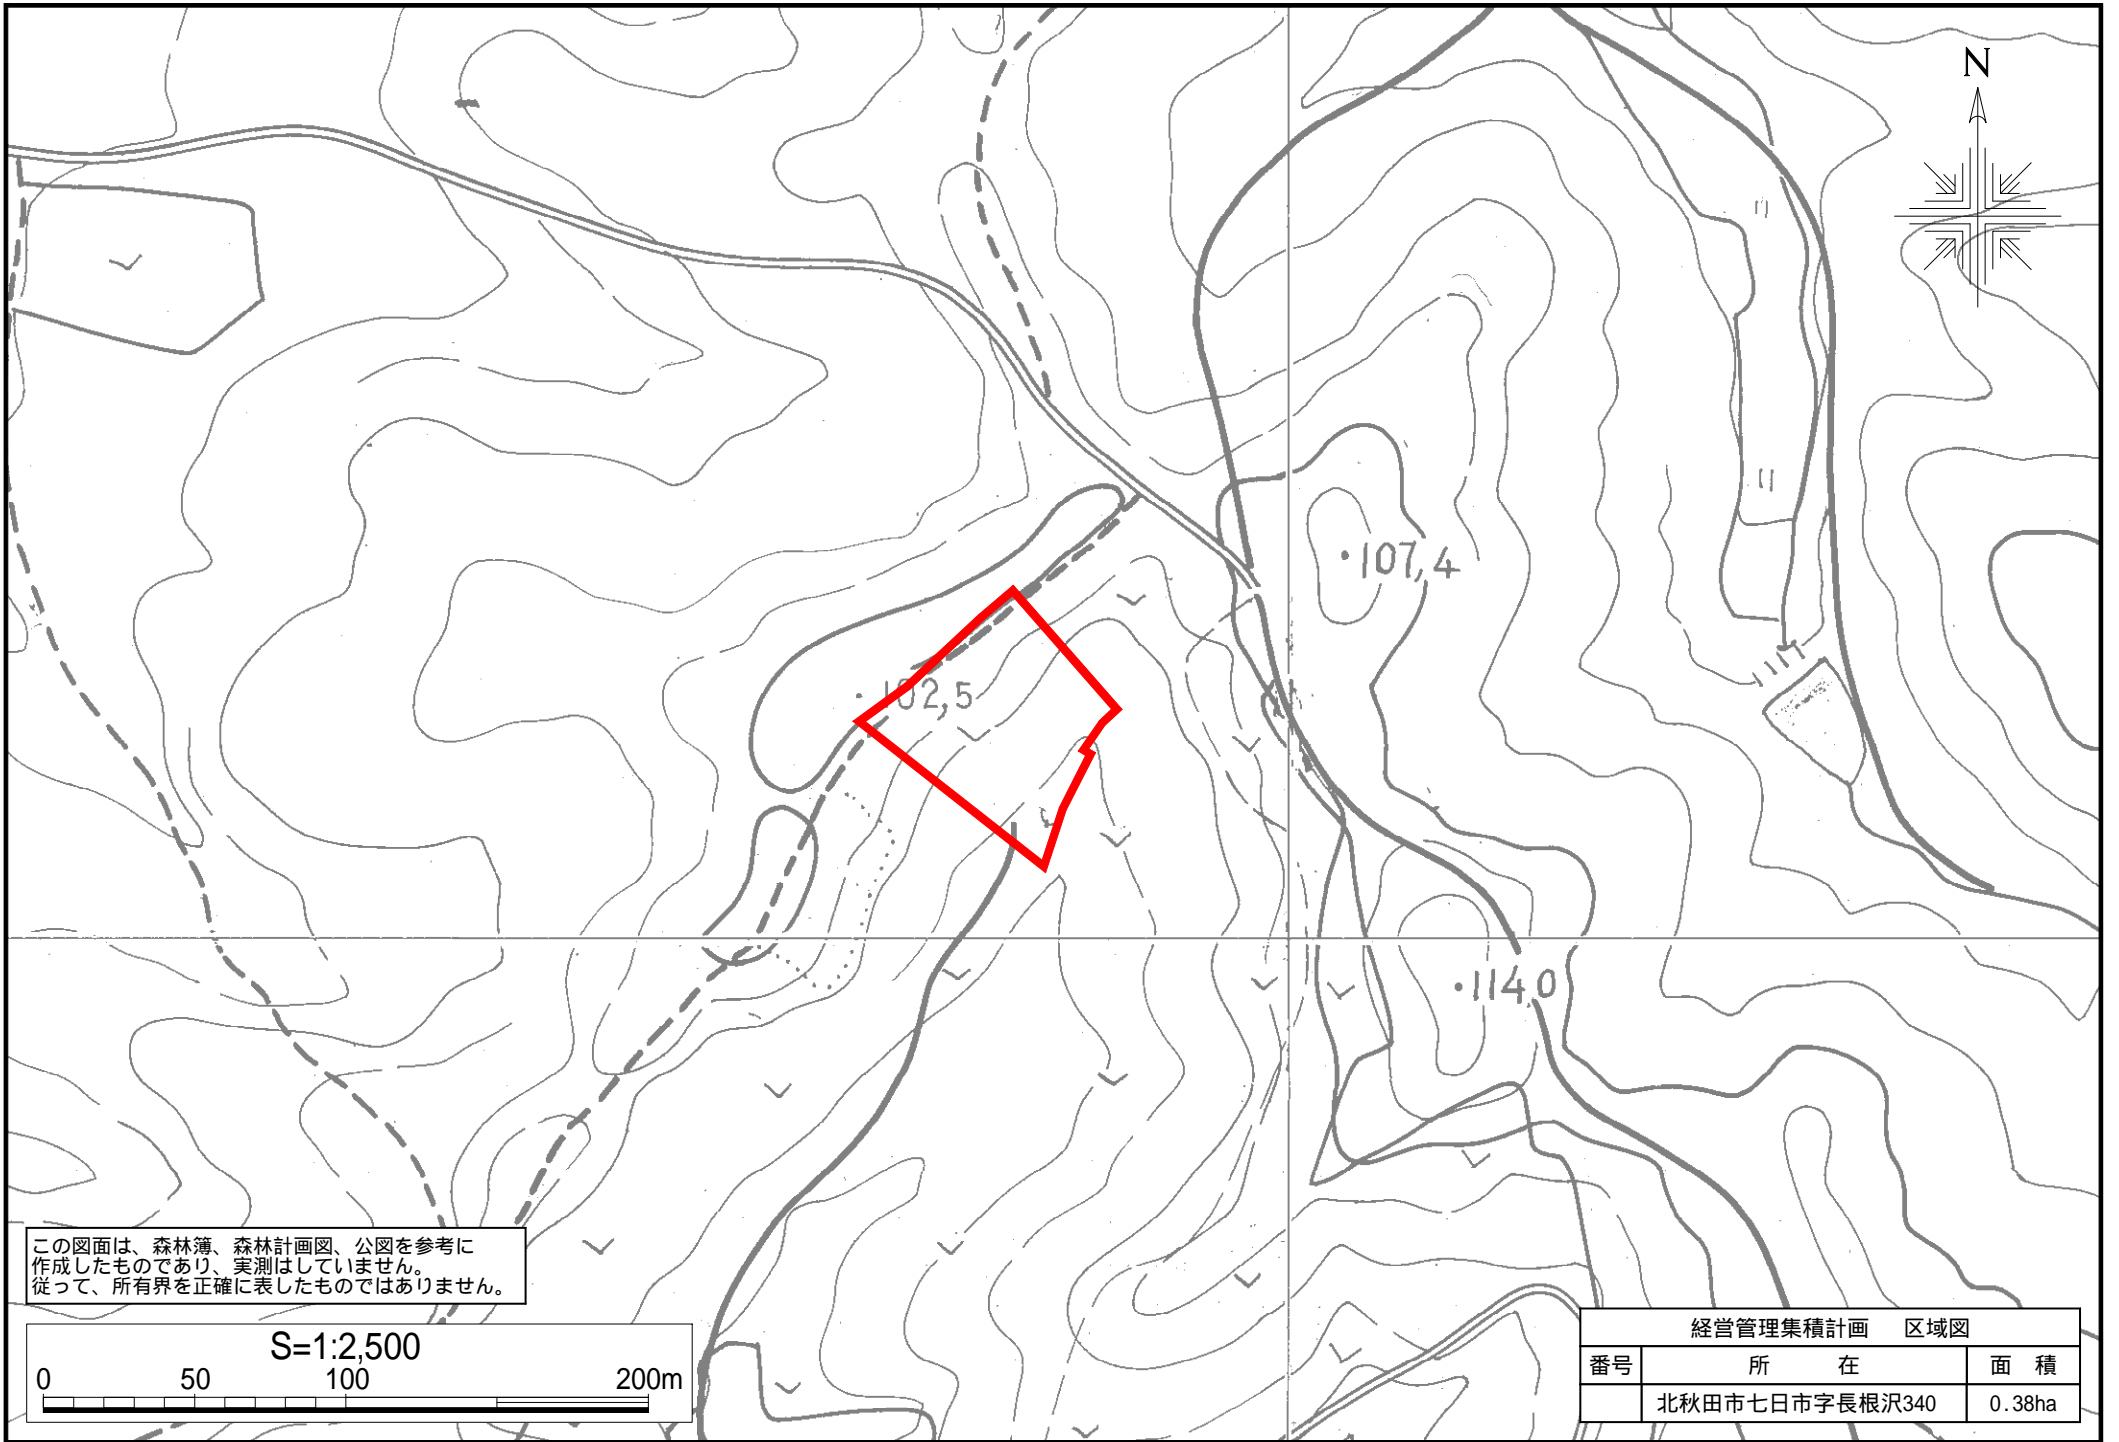 N
107,4
102,5
114,0
この図面は、森林簿、森林計画図、公図を参考に
作成したものであり、実測はしていません。
従って、所有界を正確に表したものではありません。
S=1:2,500
0 50 100 200m
経営管理集積計画 区域図
番号 所在 面積
北秋田市七日市字長根沢340 0.38ha